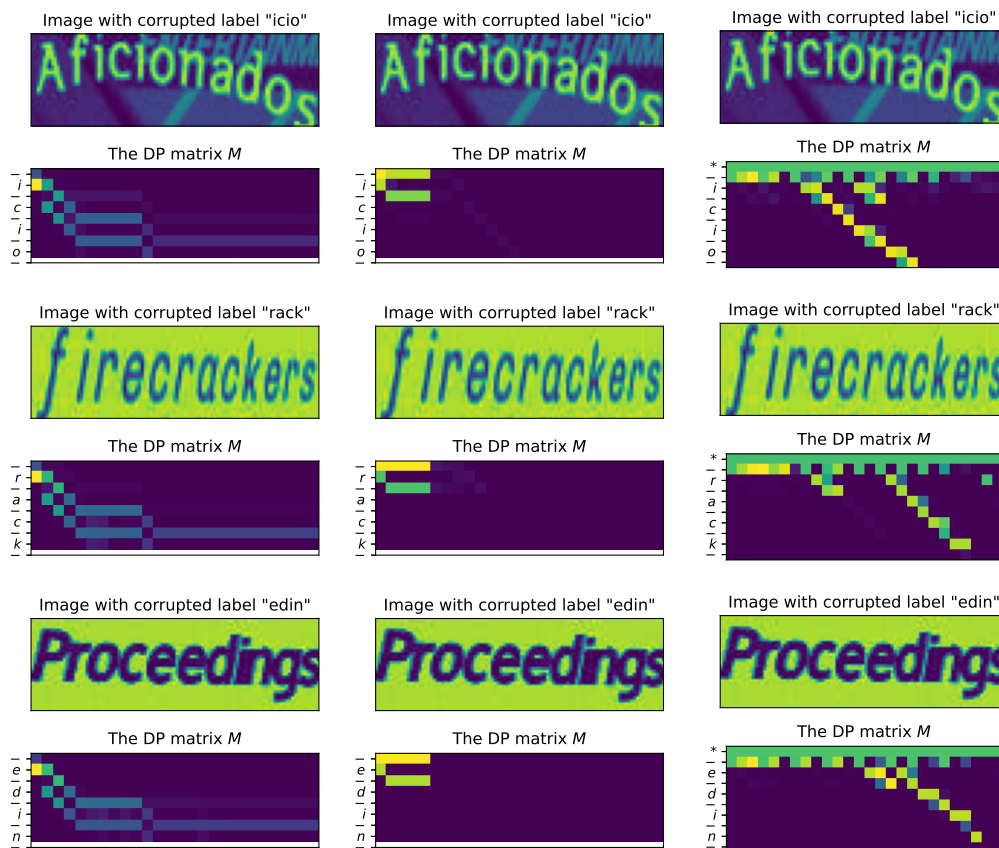 Image with corrupted label "icio" Image with corrupted label "icio" Image with corrupted label "icio"
ENTERTAINM ENTERTAINM ENTERTAINM
Aficionados Aficionados Aficionados
The DP matrix M The DP matrix M The DP matrix M
— — *
i i —
— — i
c c —
— — c
i i —
— — i
o o —
— — o
—
Image with corrupted label "rack" Image with corrupted label "rack" Image with corrupted label "rack"
firecrackers firecrackers firecrackers
The DP matrix M The DP matrix M The DP matrix M
— — *
r r —
— — r
a a —
— — a
c c —
— — c
k k —
— — k
—
Image with corrupted label "edin" Image with corrupted label "edin" Image with corrupted label "edin"
Proceedings Proceedings Proceedings
The DP matrix M The DP matrix M The DP matrix M
— — *
e e —
— — e
d d —
— — d
i i —
— — i
n n —
— — n
—